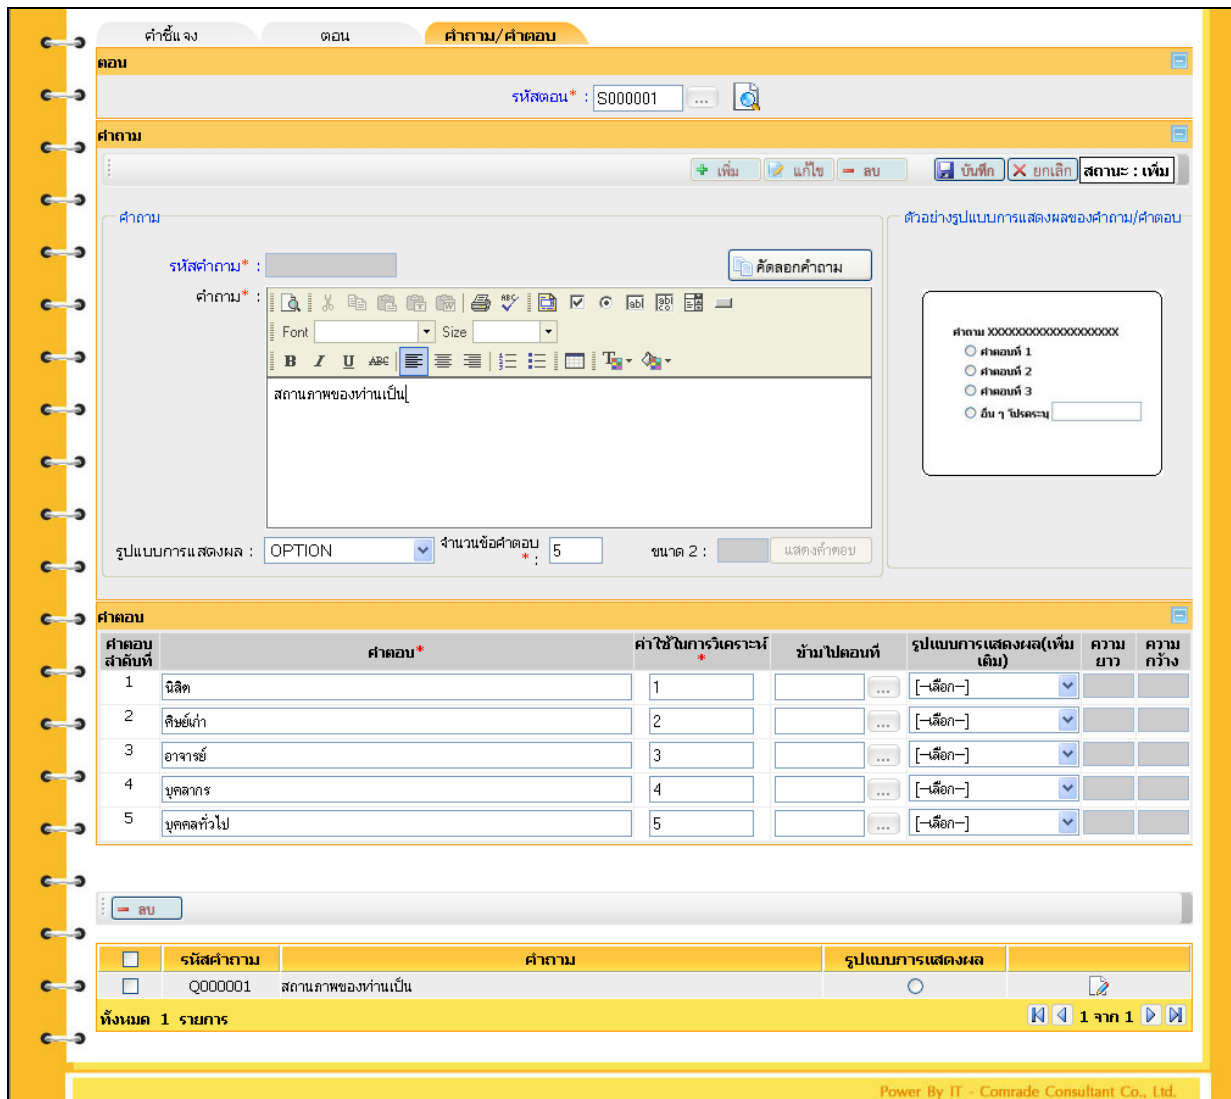 คำชี้แจง ตอน คำถาม/คำตอบ
ตอน
รหัสตอน* : S000001 ...
คำถาม
เพิ่ม แก้ไข ลบ บันทึก ยกเลิก สถานะ : เพิ่ม
คำถาม ตัวอย่างรูปแบบการแสดงผลของคำถาม/คำตอบ
รหัสคำถาม* : คัดลอกคำถาม
คำถาม* :
Font Size
B I U ABC
สถานภาพของท่านเป็น
คำถาม XXXXXXXXXXXXXXXXXXXX
คำตอบที่ 1
คำตอบที่ 2
คำตอบที่ 3
อื่น ๆ โปรดระบุ
รูปแบบการแสดงผล : OPTION จำนวนข้อคำตอบ * : 5 ขนาด 2 : แสดงคำตอบ
คำตอบ
คำตอบลำดับที่ คำตอบ* ค่าใช้ในการวิเคราะห์* ข้ามไปตอนที่ รูปแบบการแสดงผล(เพิ่มเติม) ความยาว ความกว้าง
1 นิสิต 1 ... [--เลือก--]
2 ศิษย์เก่า 2 ... [--เลือก--]
3 อาจารย์ 3 ... [--เลือก--]
4 บุคลากร 4 ... [--เลือก--]
5 บุคคลทั่วไป 5 ... [--เลือก--]
ลบ
รหัสคำถาม คำถาม รูปแบบการแสดงผล
Q000001 สถานภาพของท่านเป็น
ทั้งหมด 1 รายการ 1 จาก 1
Power By IT - Comrade Consultant Co., Ltd.